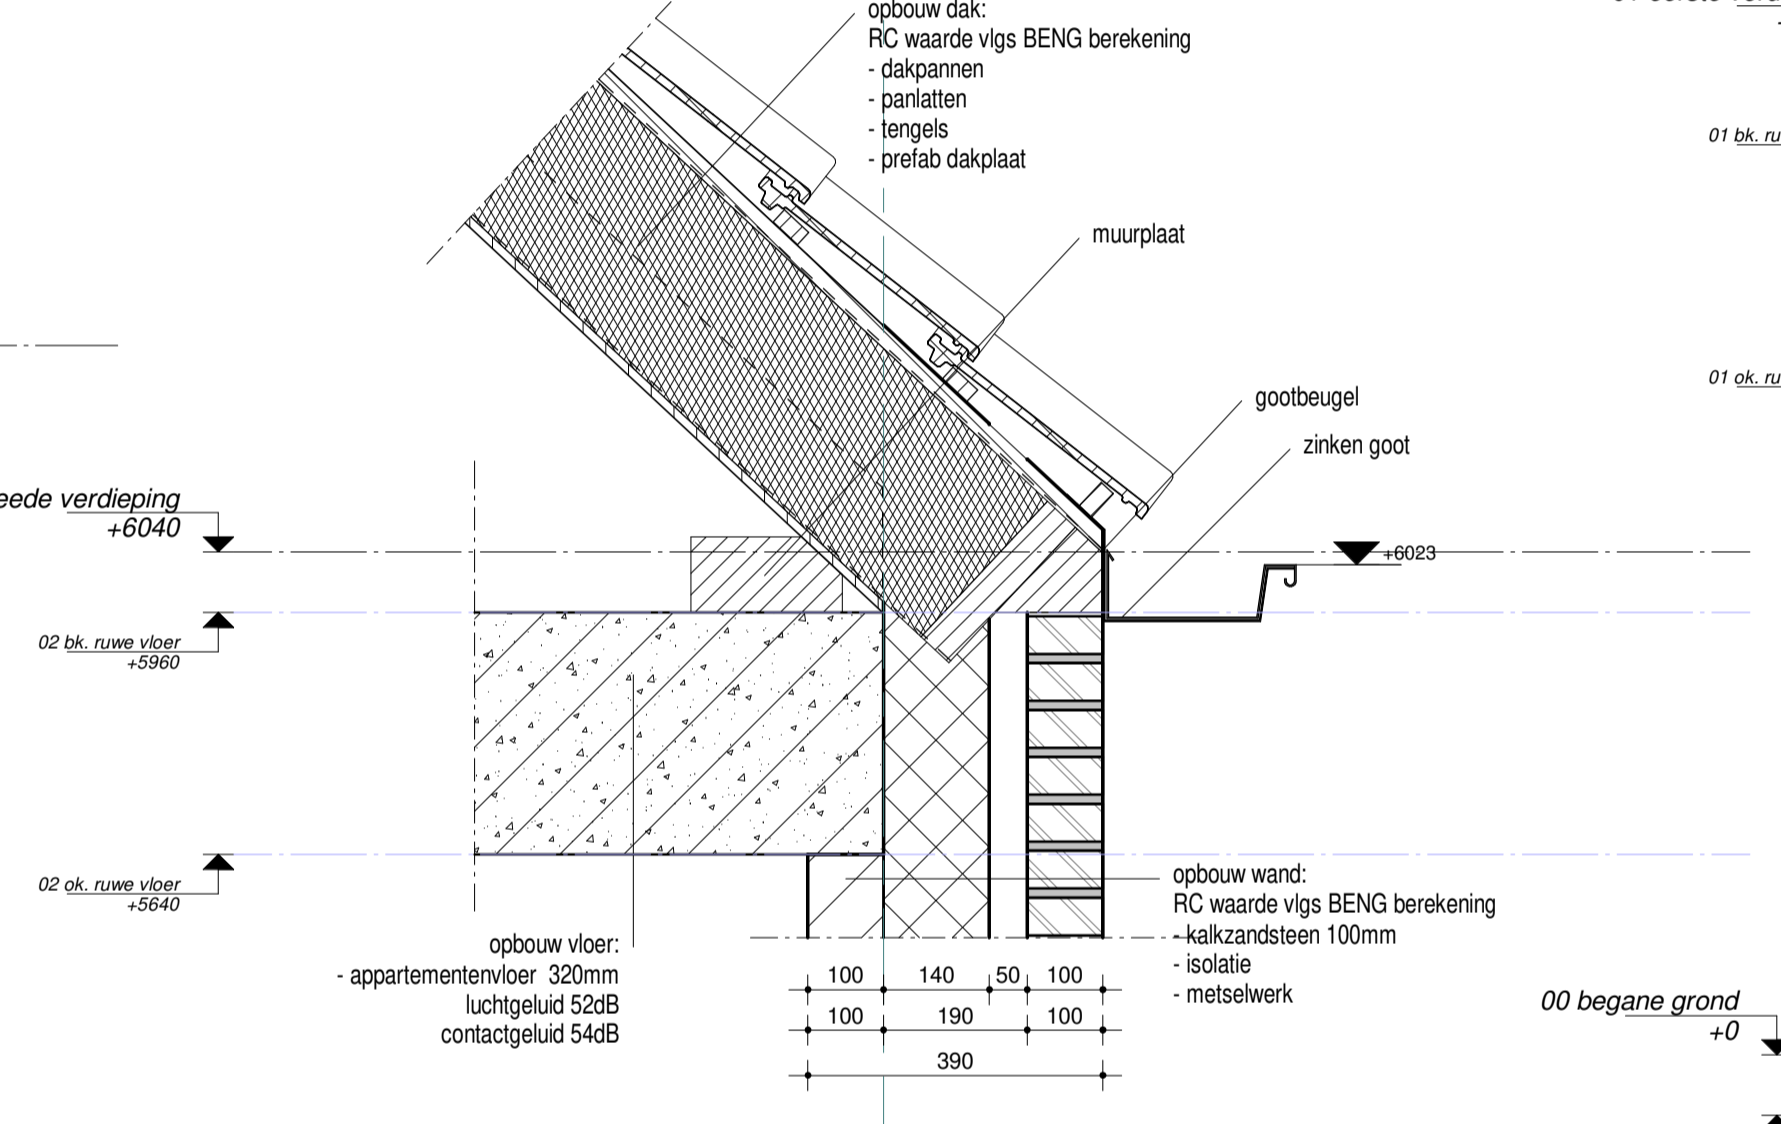 opbouw dak:
RC waarde vlgs BENG berekening
- dakpannen
- panlatten
- tengels
- prefab dakplaat
muurplaat
gootbeugel
zinken goot
+6023
verdieping
+6040
02 bk. ruwe vloer
+5960
02 ok. ruwe vloer
+5640
01 bk.
01 ok.
opbouw vloer:
- appartementenvloer 320mm
luchtgeluid 52dB
contactgeluid 54dB
opbouw wand:
RC waarde vlgs BENG berekening
- kalkzandsteen 100mm
- isolatie
- metselwerk
100 140 50 100
100 190 100
390
00 begane grond
+0